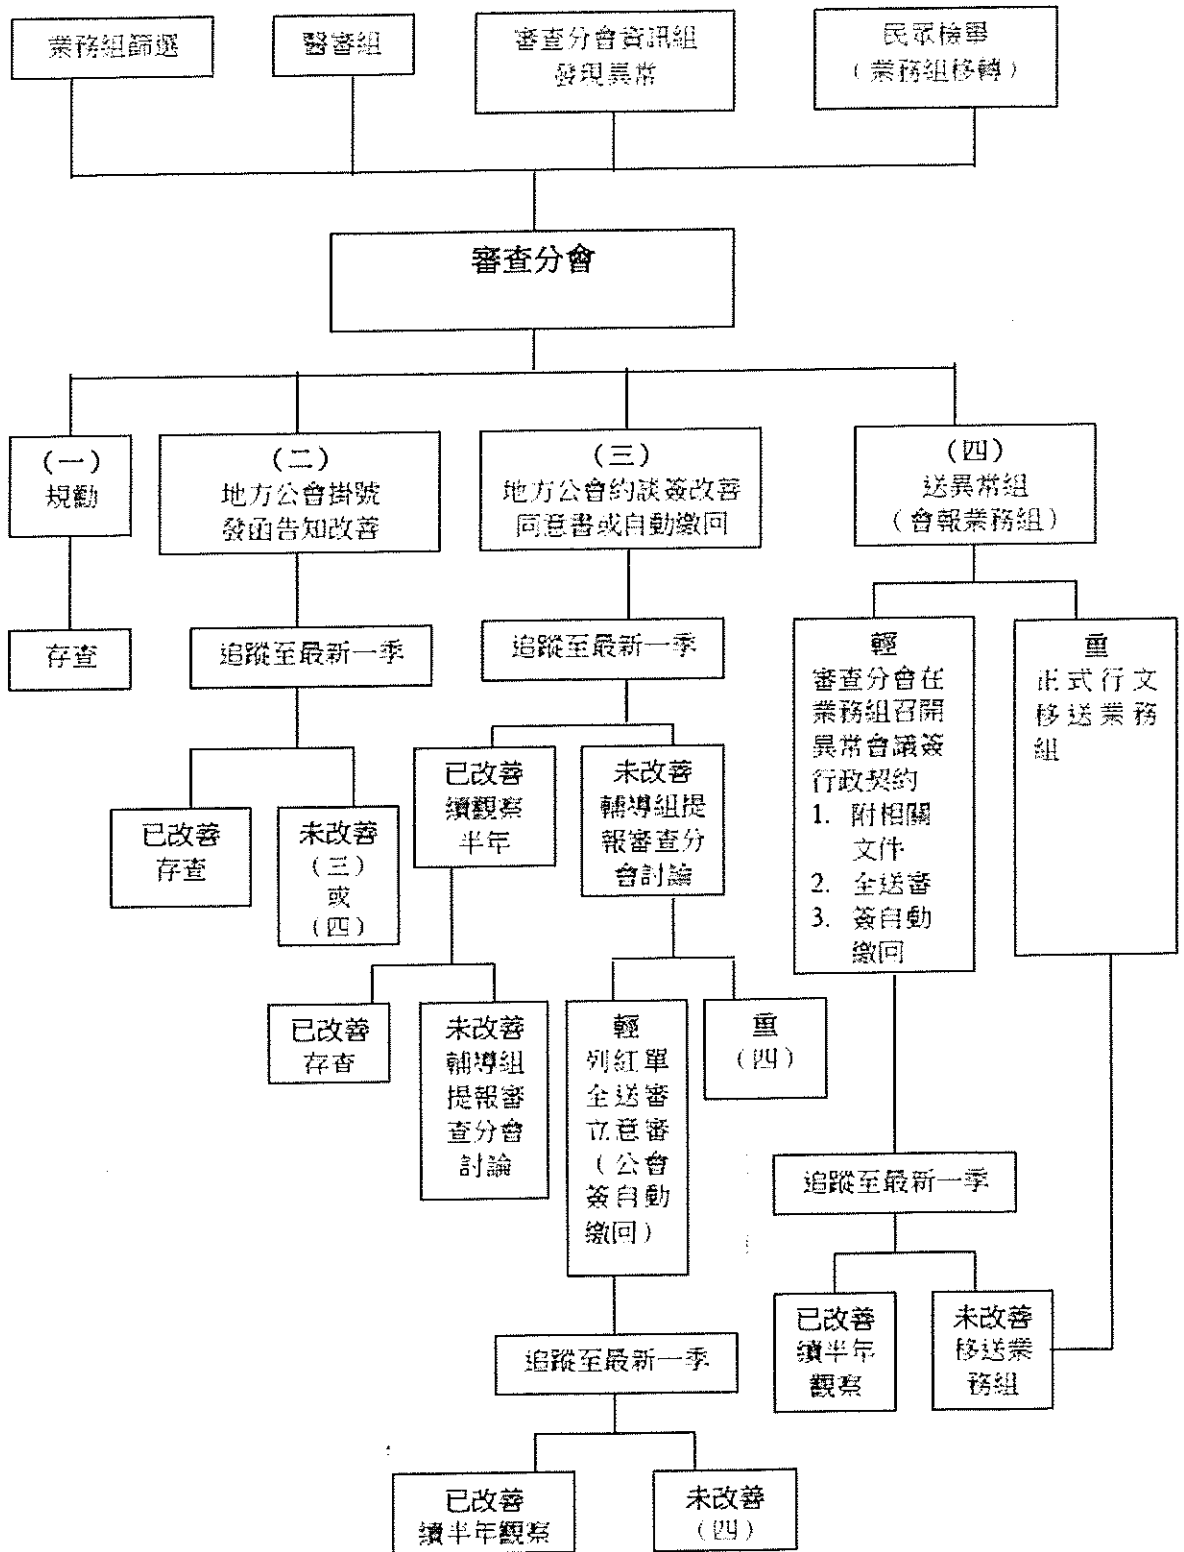 業務組篩選
醫審組
審查分會資訊組
發現異常
民眾檢舉
（業務組移轉）
審查分會
（一）
規勸
（二）
地方公會掛號
發函告知改善
（三）
地方公會約談簽改善
同意書或自動繳回
（四）
送異常組
（會報業務組）
存查
追蹤至最新一季
追蹤至最新一季
輕
審查分會在
業務組召開
異常會議簽
行政契約
1. 附相關
文件
2. 全送審
3. 簽自動
繳回
重
正式行文
移送業務
組
已改善
存查
未改善
（三）
或
（四）
已改善
續觀察
半年
未改善
輔導組提
報審查分
會討論
已改善
存查
未改善
輔導組
提報審
查分會
討論
輕
列紅單
全送審
立意審
（公會
簽自動
繳回）
重
（四）
追蹤至最新一季
已改善
續半年
觀察
未改善
移送業
務組
追蹤至最新一季
已改善
續半年觀察
未改善
（四）